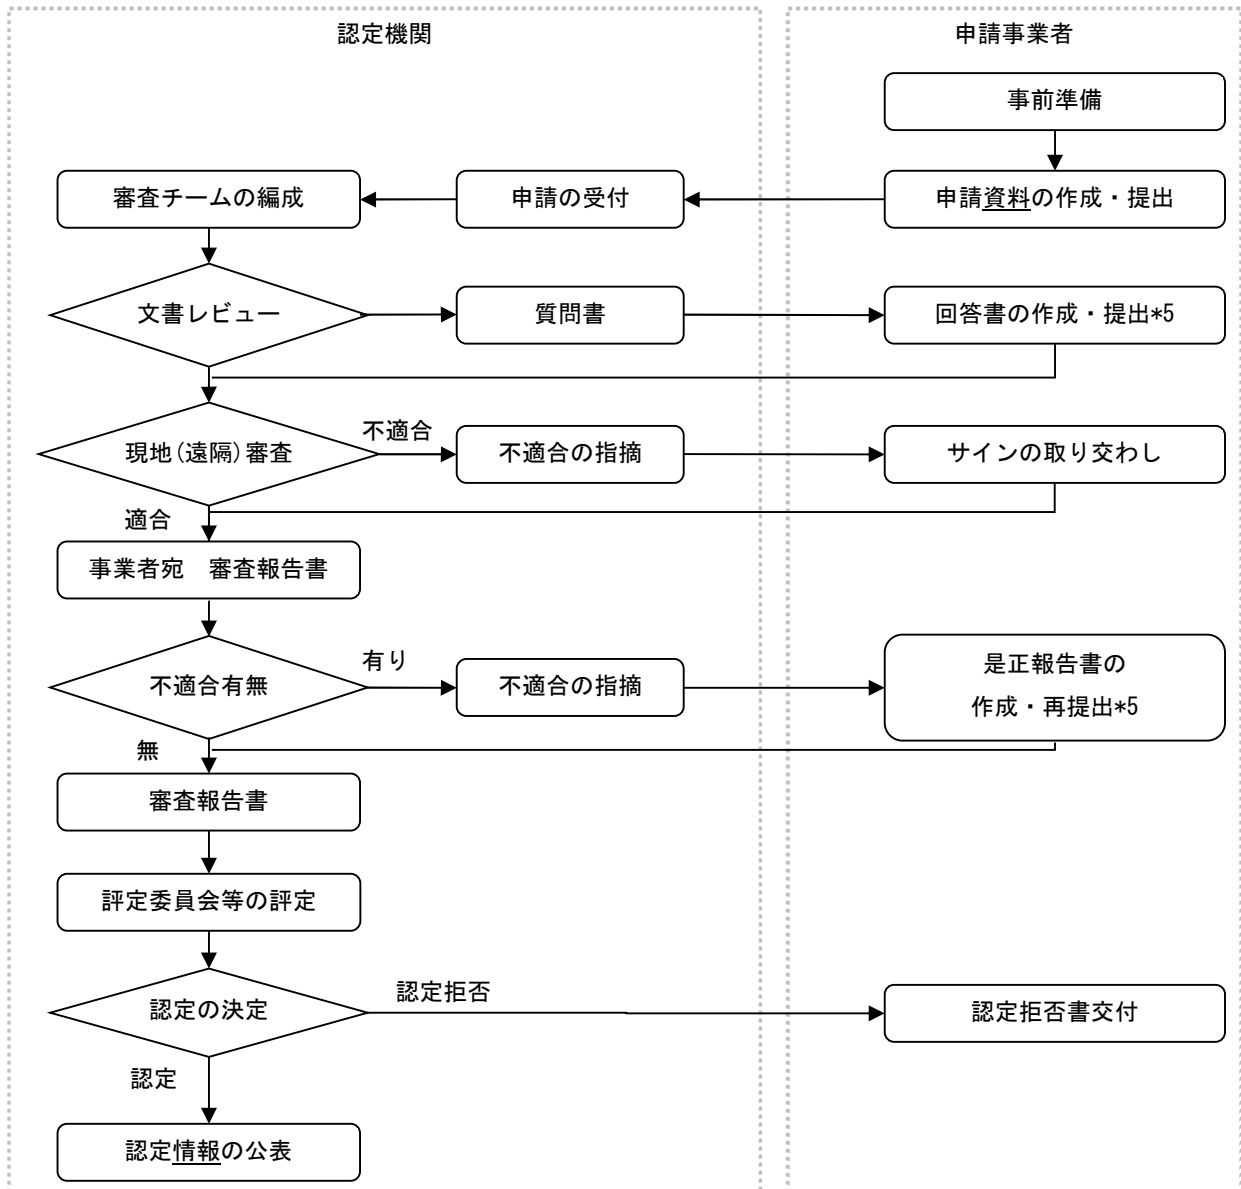 認定機関
申請事業者
事前準備
審査チームの編成
申請の受付
申請資料の作成・提出
文書レビュー
質問書
回答書の作成・提出*5
現地(遠隔)審査
不適合
不適合の指摘
サインの取り交わし
適合
事業者宛　審査報告書
不適合有無
有り
不適合の指摘
是正報告書の
作成・再提出*5
無
審査報告書
評定委員会等の評定
認定の決定
認定拒否
認定拒否書交付
認定
認定情報の公表